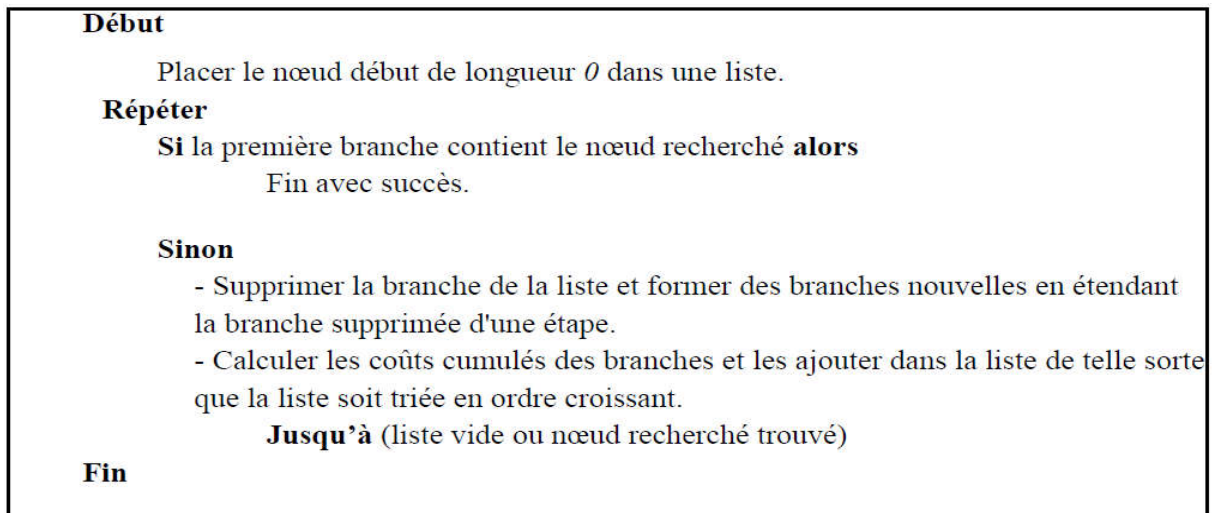 Début
Placer le nœud début de longueur 0 dans une liste.
Répéter
Si la première branche contient le nœud recherché alors
Fin avec succès.
Sinon
- Supprimer la branche de la liste et former des branches nouvelles en étendant
la branche supprimée d'une étape.
- Calculer les coûts cumulés des branches et les ajouter dans la liste de telle sorte
que la liste soit triée en ordre croissant.
Jusqu’à (liste vide ou nœud recherché trouvé)
Fin